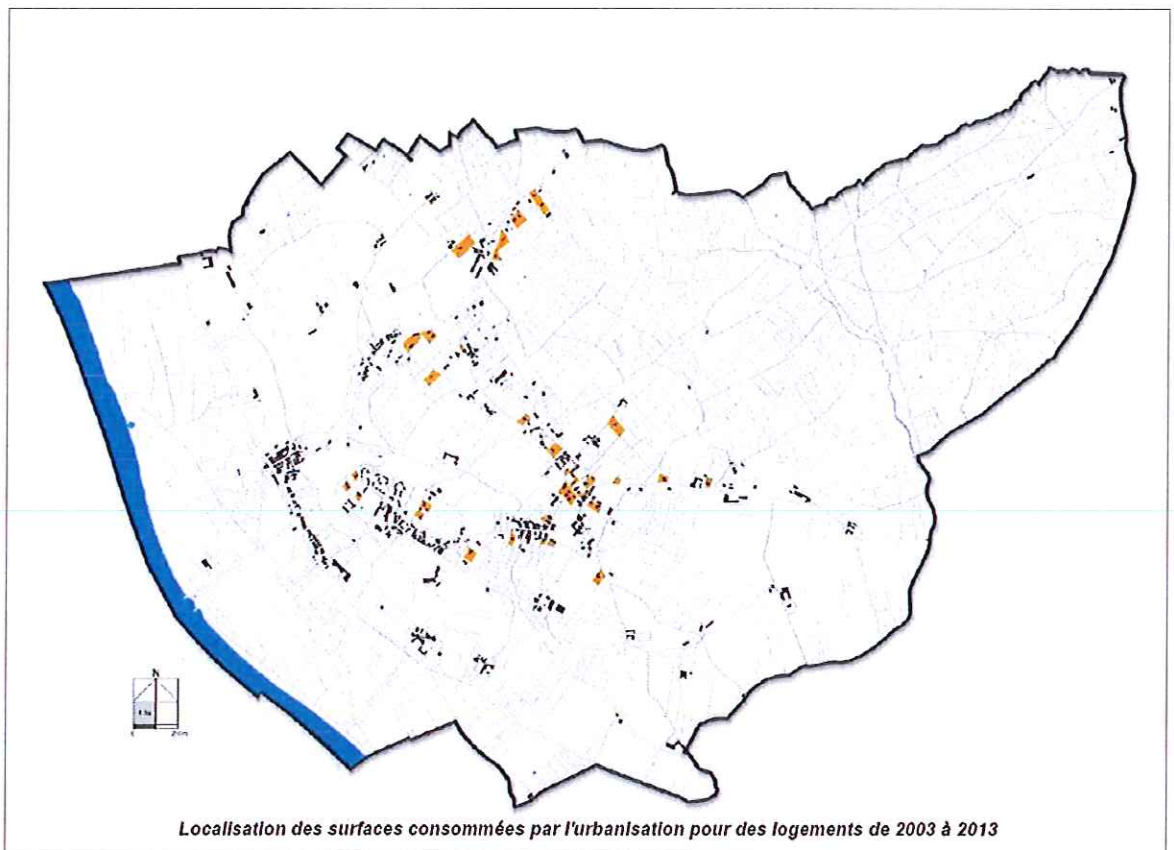 N
Localisation des surfaces consommées par l'urbanisation pour des logements de 2003 à 2013